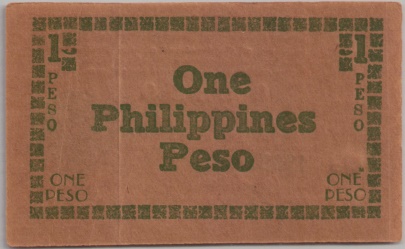 1 1
PESO PESO
One
Philippines
Peso
ONE ONE
PESO PESO